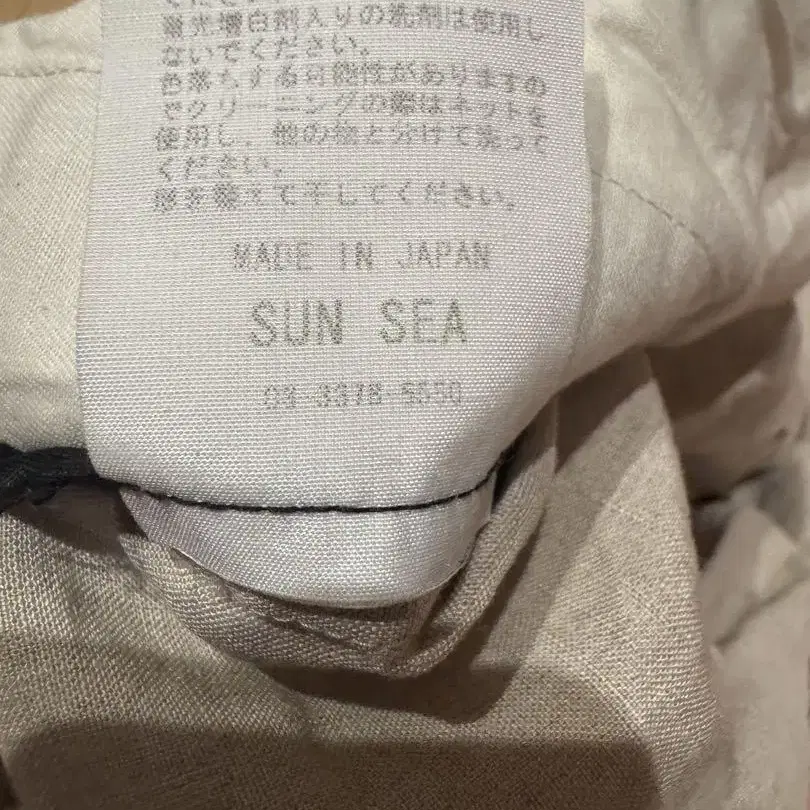 ください。
蛍光増白剤入りの洗剤は使用し
ないでください。
色落ちする可能性がありますの
でクリーニングの際はネットを
使用し、他の物と分けて洗って
ください。
形を整えて干してください。
MADE IN JAPAN
SUN SEA
03-3378-5550